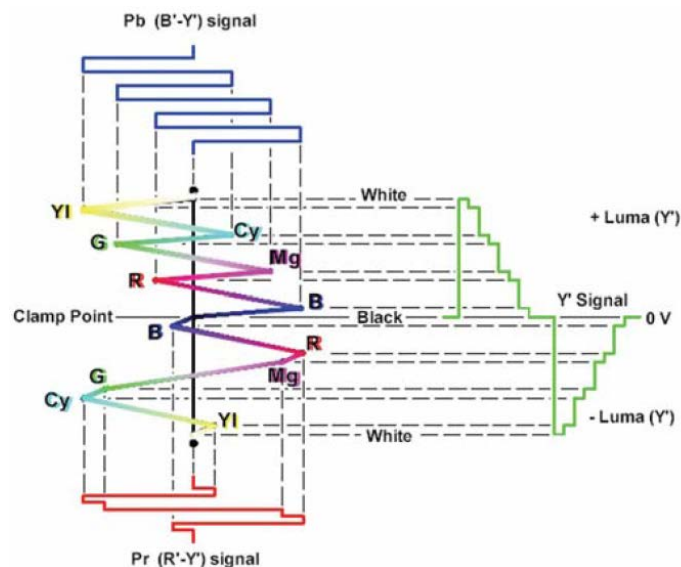 Pb (B'-Y') signal
White
Yl
+ Luma (Y')
Cy
G
Mg
R
B
Y' Signal
Clamp Point
Black
0 V
B
R
Mg
G
Cy
- Luma (Y')
Yl
White
Pr (R'-Y') signal